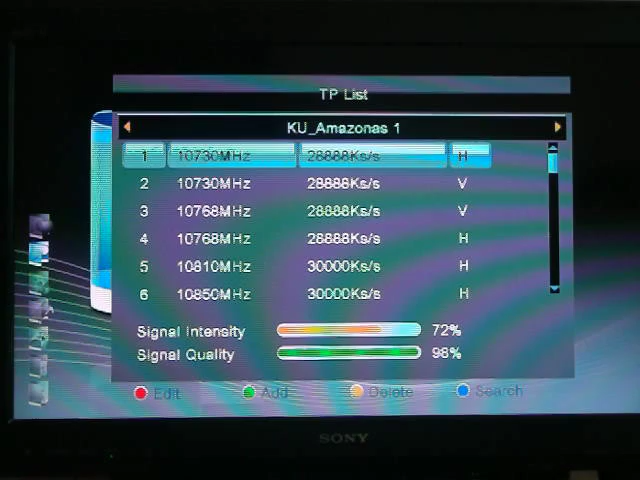 TP List
KU_Amazonas 1
1 10730MHz 28888Ks/s H
2 10730MHz 28888Ks/s V
3 10768MHz 28888Ks/s V
4 10768MHz 28888Ks/s H
5 10810MHz 30000Ks/s H
6 10850MHz 30000Ks/s H
Signal Intensity 72%
Signal Quality 98%
Edit Add Delete Search
SONY